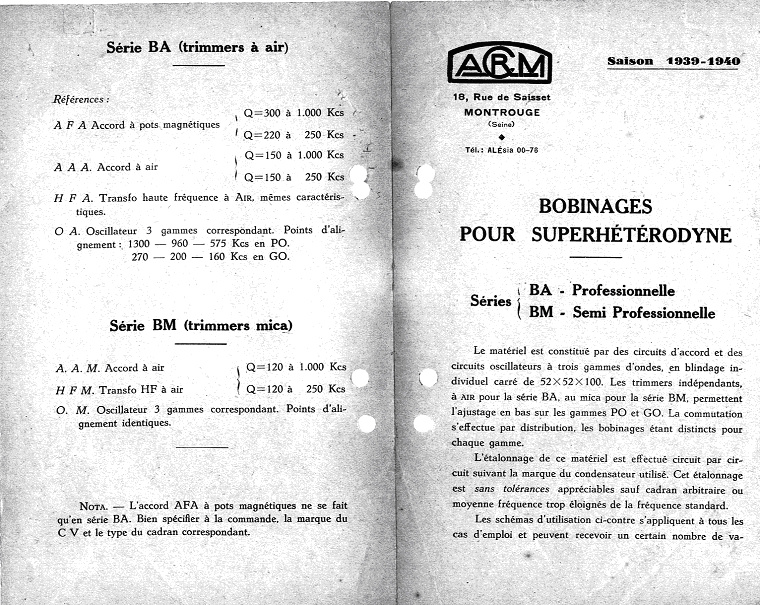 Série BA (trimmers à air)
Références :
A F A Accord à pots magnétiques
Q=300 à 1.000 Kcs
Q=220 à 250 Kcs
A A A. Accord à air
Q=150 à 1.000 Kcs
Q=150 à 250 Kcs
H F A. Transfo haute fréquence à AIR, mêmes caractéris-
tiques.
O A. Oscillateur 3 gammes correspondant. Points d'ali-
gnement : 1300 — 960 — 575 Kcs en PO.
270 — 200 — 160 Kcs en GO.
Série BM (trimmers mica)
A. A. M. Accord à air
Q=120 à 1.000 Kcs
H F M. Transfo HF à air
Q=120 à 250 Kcs
O. M. Oscillateur 3 gammes correspondant. Points d'ali-
gnement identiques.
NOTA. — L'accord AFA à pots magnétiques ne se fait
qu'en série BA. Bien spécifier à la commande, la marque du
C V et le type du cadran correspondant.
ACRM
Saison 1939-1940
18, Rue de Saisset
MONTROUGE
(Seine)
Tél. : ALÉsia 00-76
BOBINAGES
POUR SUPERHÉTÉRODYNE
Séries
BA - Professionnelle
BM - Semi Professionnelle
Le matériel est constitué par des circuits d'accord et des
circuits oscillateurs à trois gammes d'ondes, en blindage in-
dividuel carré de 52×52×100. Les trimmers indépendants,
à AIR pour la série BA, au mica pour la série BM, permettent
l'ajustage en bas sur les gammes PO et GO. La commutation
s'effectue par distribution, les bobinages étant distincts pour
chaque gamme.
L'étalonnage de ce matériel est effectué circuit par cir-
cuit suivant la marque du condensateur utilisé. Cet étalonnage
est sans tolérances appréciables sauf cadran arbitraire ou
moyenne fréquence trop éloignés de la fréquence standard.
Les schémas d'utilisation ci-contre s'appliquent à tous les
cas d'emploi et peuvent recevoir un certain nombre de va-